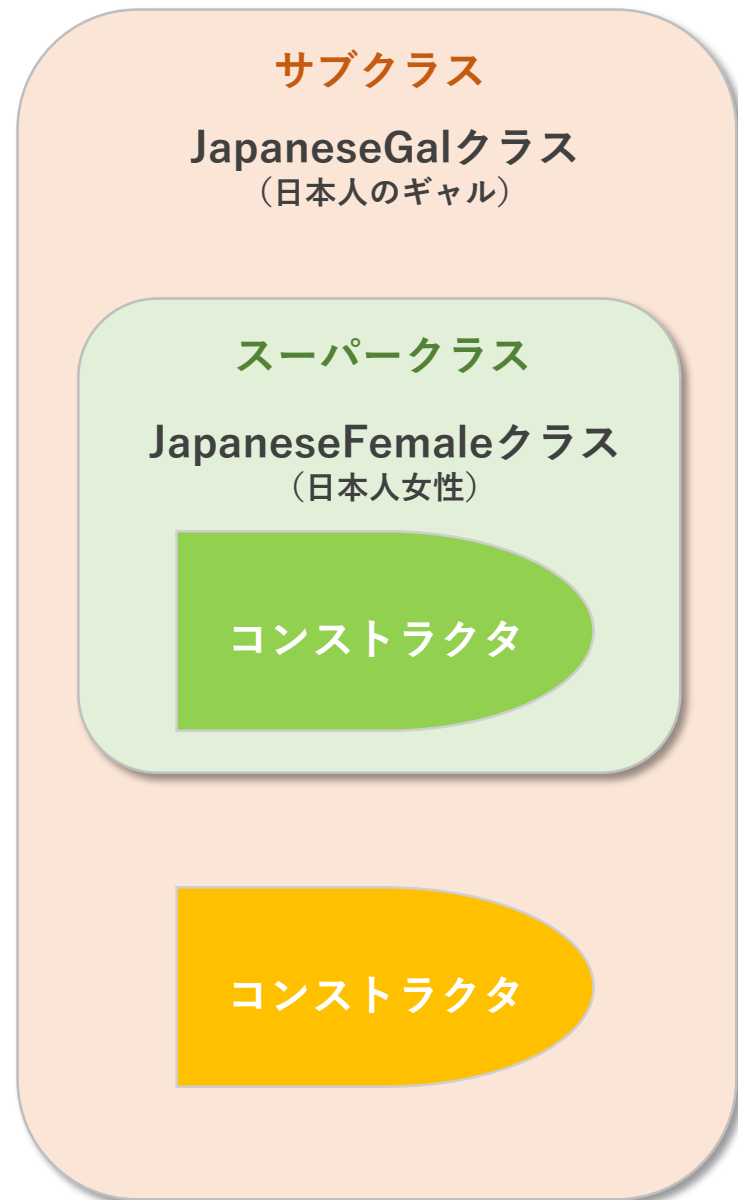 サブクラス
JapaneseGalクラス
（日本人のギャル）
スーパークラス
JapaneseFemaleクラス
（日本人女性）
コンストラクタ
コンストラクタ